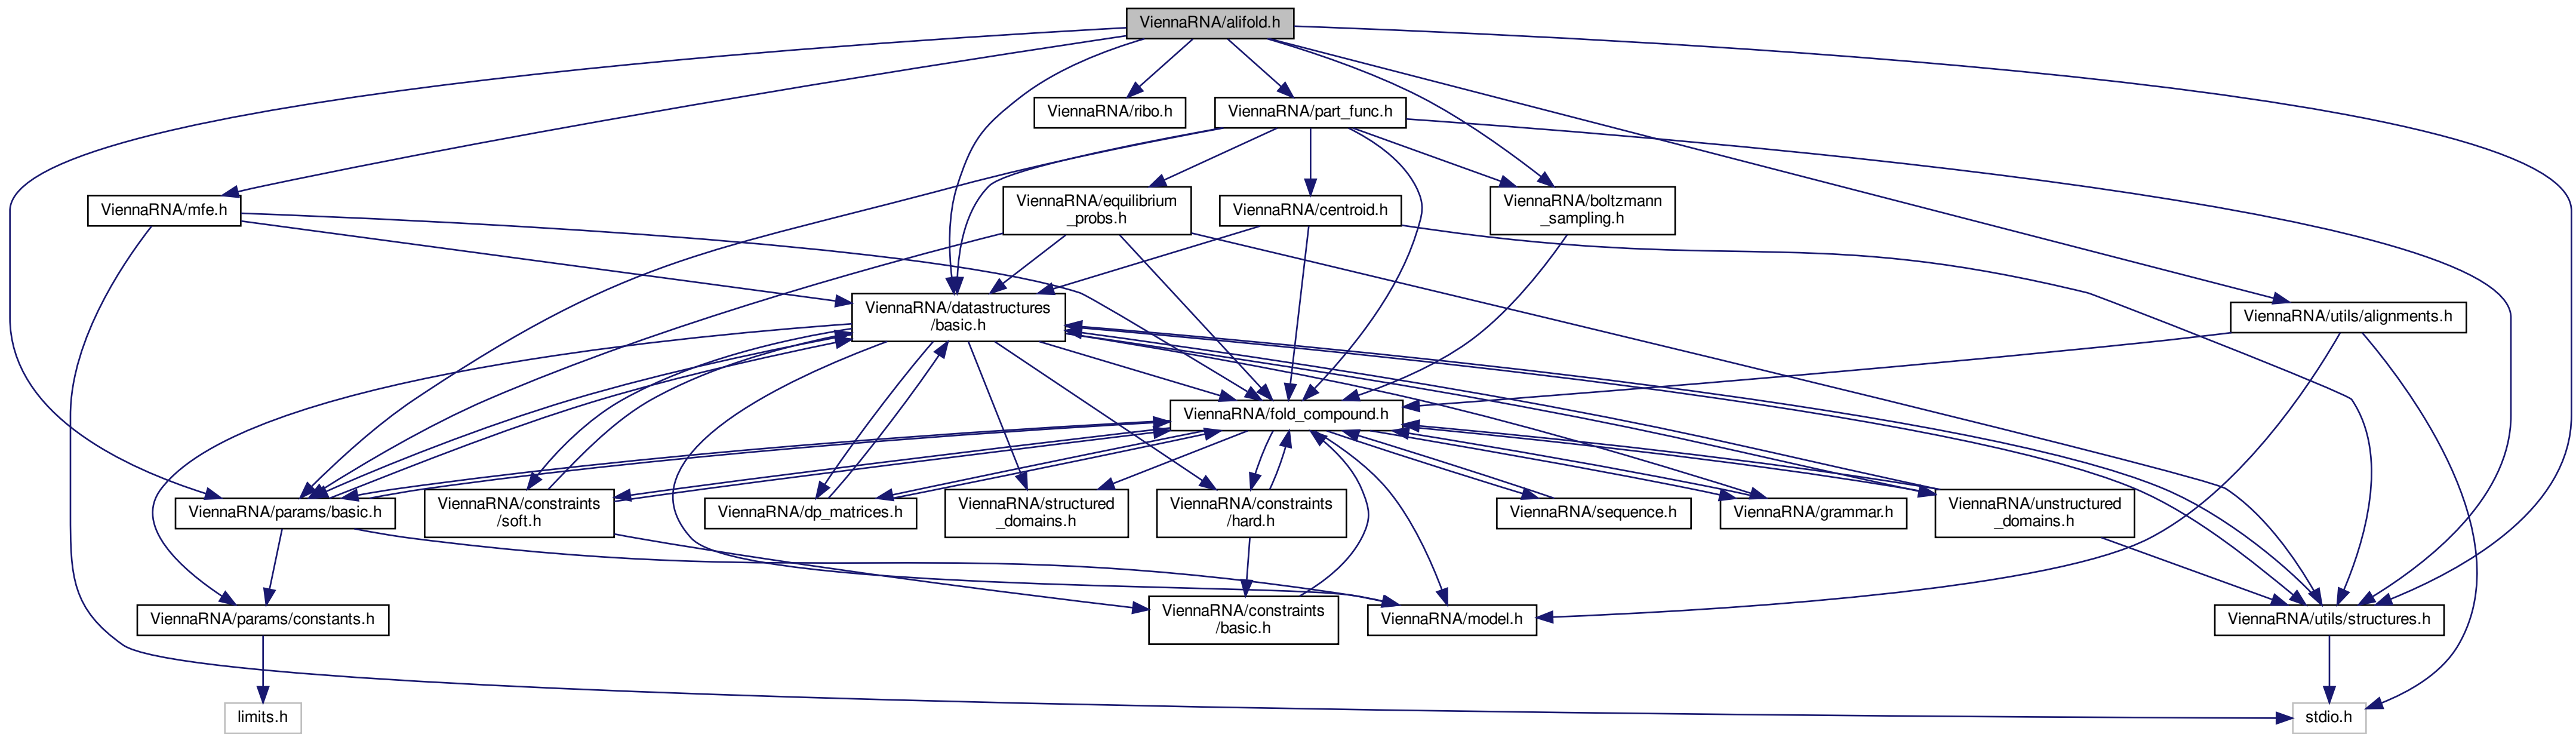 ViennaRNA/alifold.h
ViennaRNA/ribo.h
ViennaRNA/part_func.h
ViennaRNA/mfe.h
ViennaRNA/equilibrium
_probs.h
ViennaRNA/centroid.h
ViennaRNA/boltzmann
_sampling.h
ViennaRNA/datastructures
/basic.h
ViennaRNA/utils/alignments.h
ViennaRNA/fold_compound.h
ViennaRNA/params/basic.h
ViennaRNA/constraints
/soft.h
ViennaRNA/dp_matrices.h
ViennaRNA/structured
_domains.h
ViennaRNA/constraints
/hard.h
ViennaRNA/sequence.h
ViennaRNA/grammar.h
ViennaRNA/unstructured
_domains.h
ViennaRNA/params/constants.h
ViennaRNA/constraints
/basic.h
ViennaRNA/model.h
ViennaRNA/utils/structures.h
limits.h
stdio.h